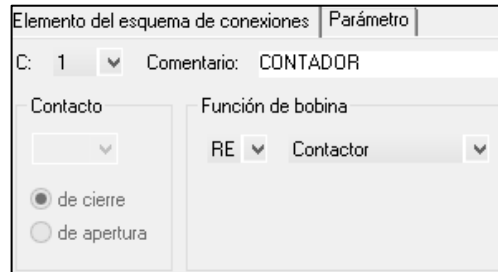 Elemento del esquema de conexiones Parámetro
C: 1 Comentario: CONTADOR
Contacto Función de bobina
RE Contactor
de cierre
de apertura